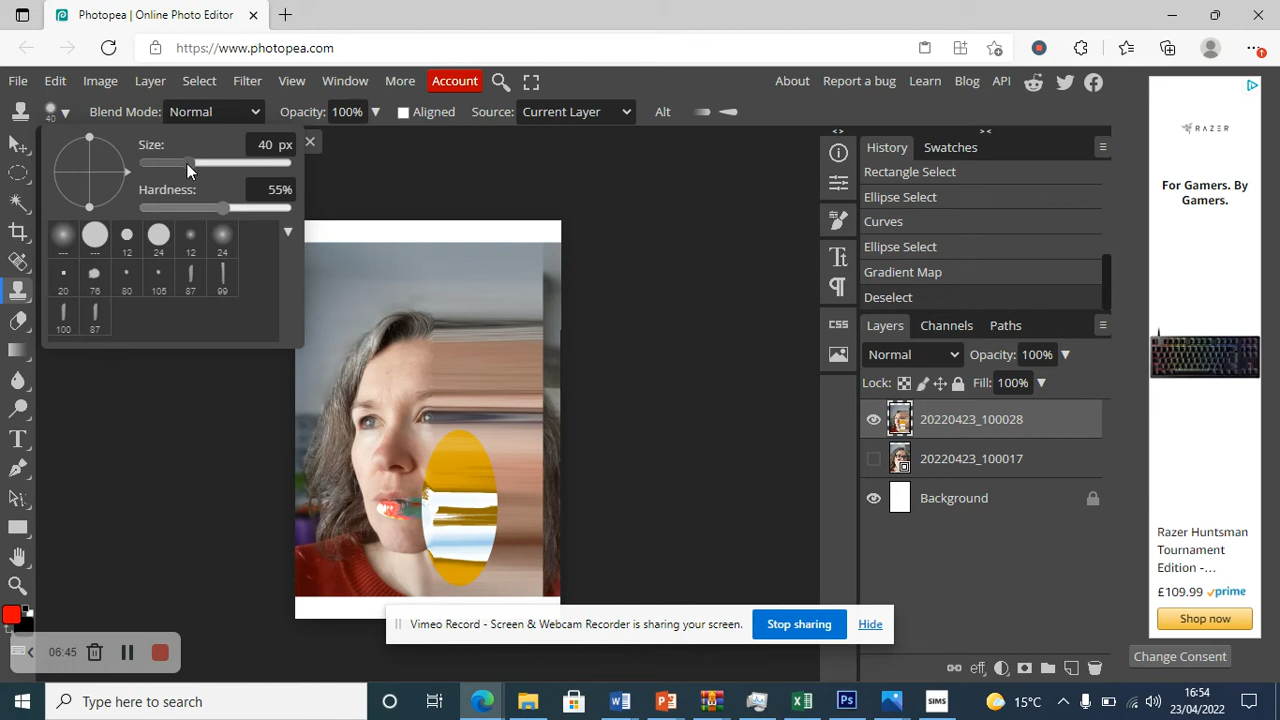 Photopea | Online Photo Editor
https://www.photopea.com
File Edit Image Layer Select Filter View Window More Account About Report a bug Learn Blog API
40 Blend Mode: Normal Opacity: 100% Aligned Source: Current Layer Alt
Size: 40 px
Hardness: 55%
--- --- 12 24 12 24
20 76 80 105 87 99
100 87
History Swatches
Rectangle Select
Ellipse Select
Curves
Ellipse Select
Gradient Map
Deselect
Layers Channels Paths
Normal Opacity: 100%
Lock: Fill: 100%
20220423_100028
20220423_100017
Background
CSS
eff
RAZER
For Gamers. By
Gamers.
Razer Huntsman
Tournament
Edition -...
£109.99 prime
Shop now
Change Consent
Vimeo Record - Screen & Webcam Recorder is sharing your screen. Stop sharing Hide
06:45
Type here to search
Ps
SIMS
15°C
16:54
23/04/2022